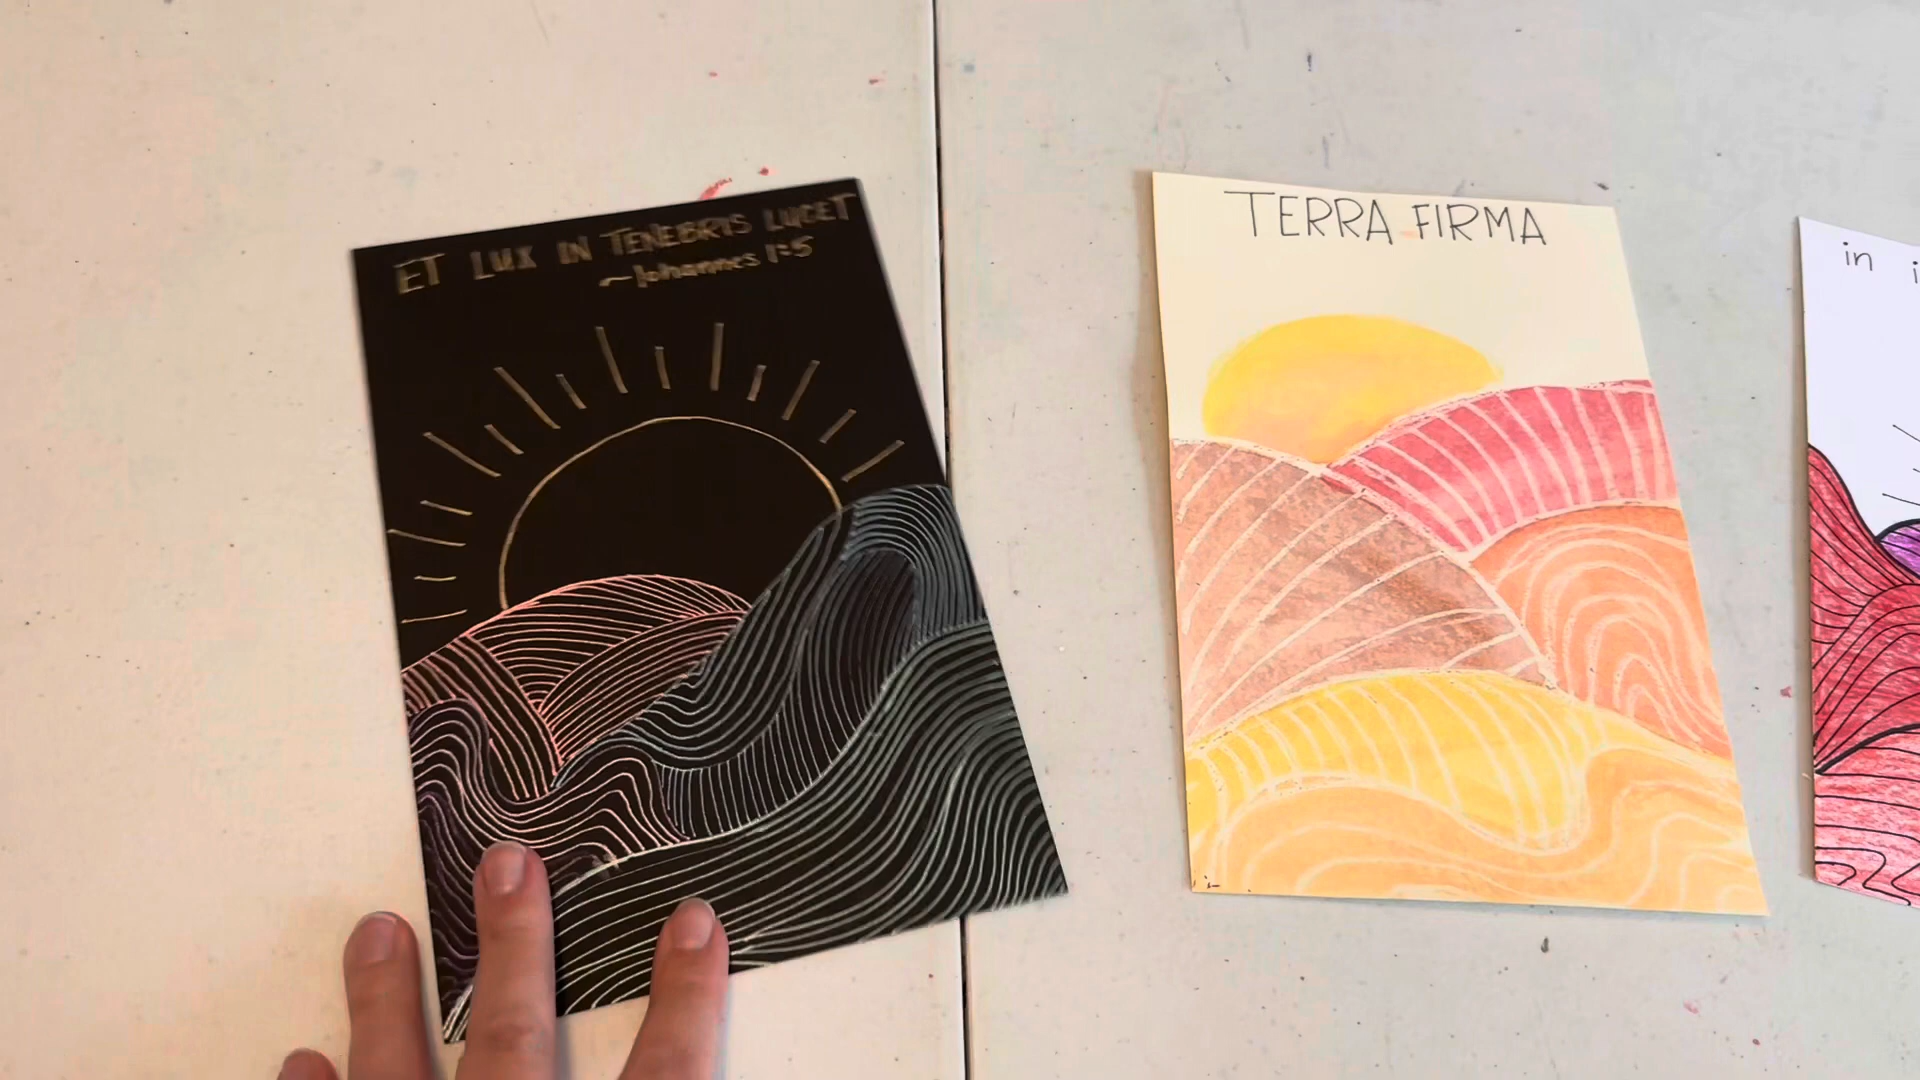 ET LUX IN TENEBRIS LUCET
~Johannes 1:5
TERRA FIRMA
in